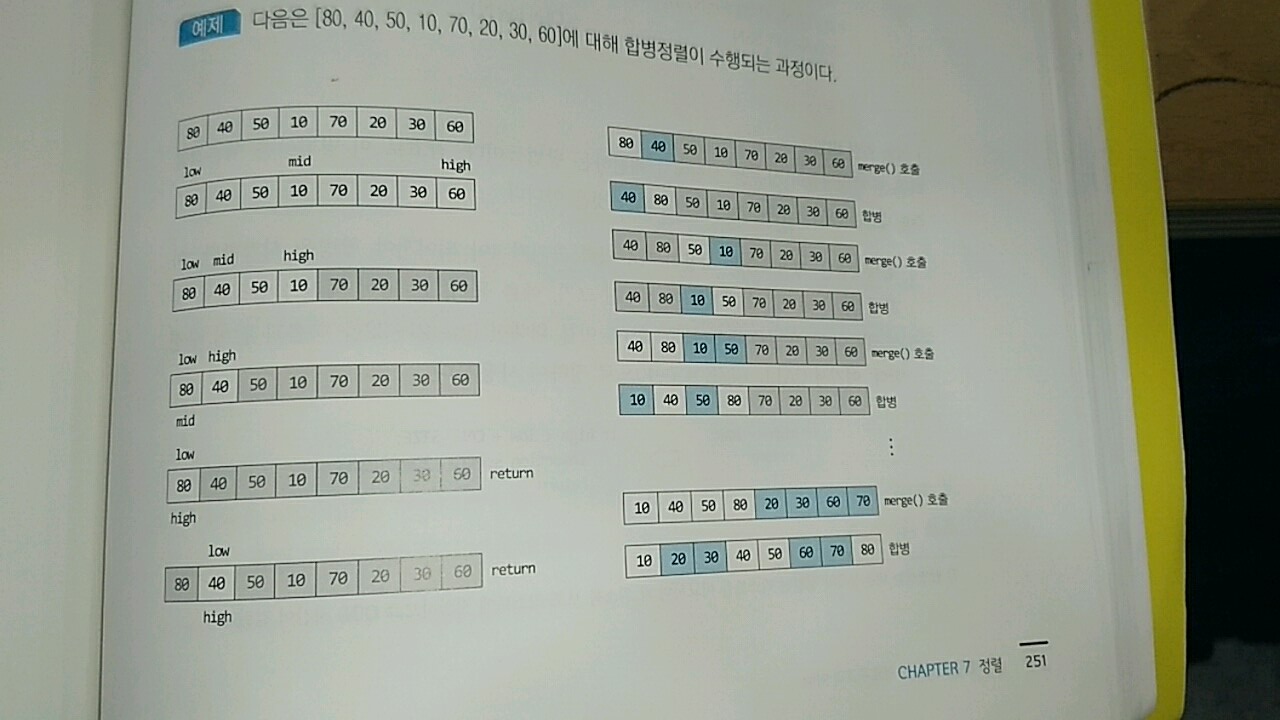 예제 다음은 [80, 40, 50, 10, 70, 20, 30, 60]에 대해 합병정렬이 수행되는 과정이다.
80 40 50 10 70 20 30 60
low mid high
80 40 50 10 70 20 30 60
low mid high
80 40 50 10 70 20 30 60
low high
80 40 50 10 70 20 30 60
mid
low
80 40 50 10 70 20 30 60 return
high
low
80 40 50 10 70 20 30 60 return
high
80 40 50 10 70 20 30 60 merge() 호출
40 80 50 10 70 20 30 60 합병
40 80 50 10 70 20 30 60 merge() 호출
40 80 10 50 70 20 30 60 합병
40 80 10 50 70 20 30 60 merge() 호출
10 40 50 80 70 20 30 60 합병
⋮
10 40 50 80 20 30 60 70 merge() 호출
10 20 30 40 50 60 70 80 합병
CHAPTER 7 정렬 251